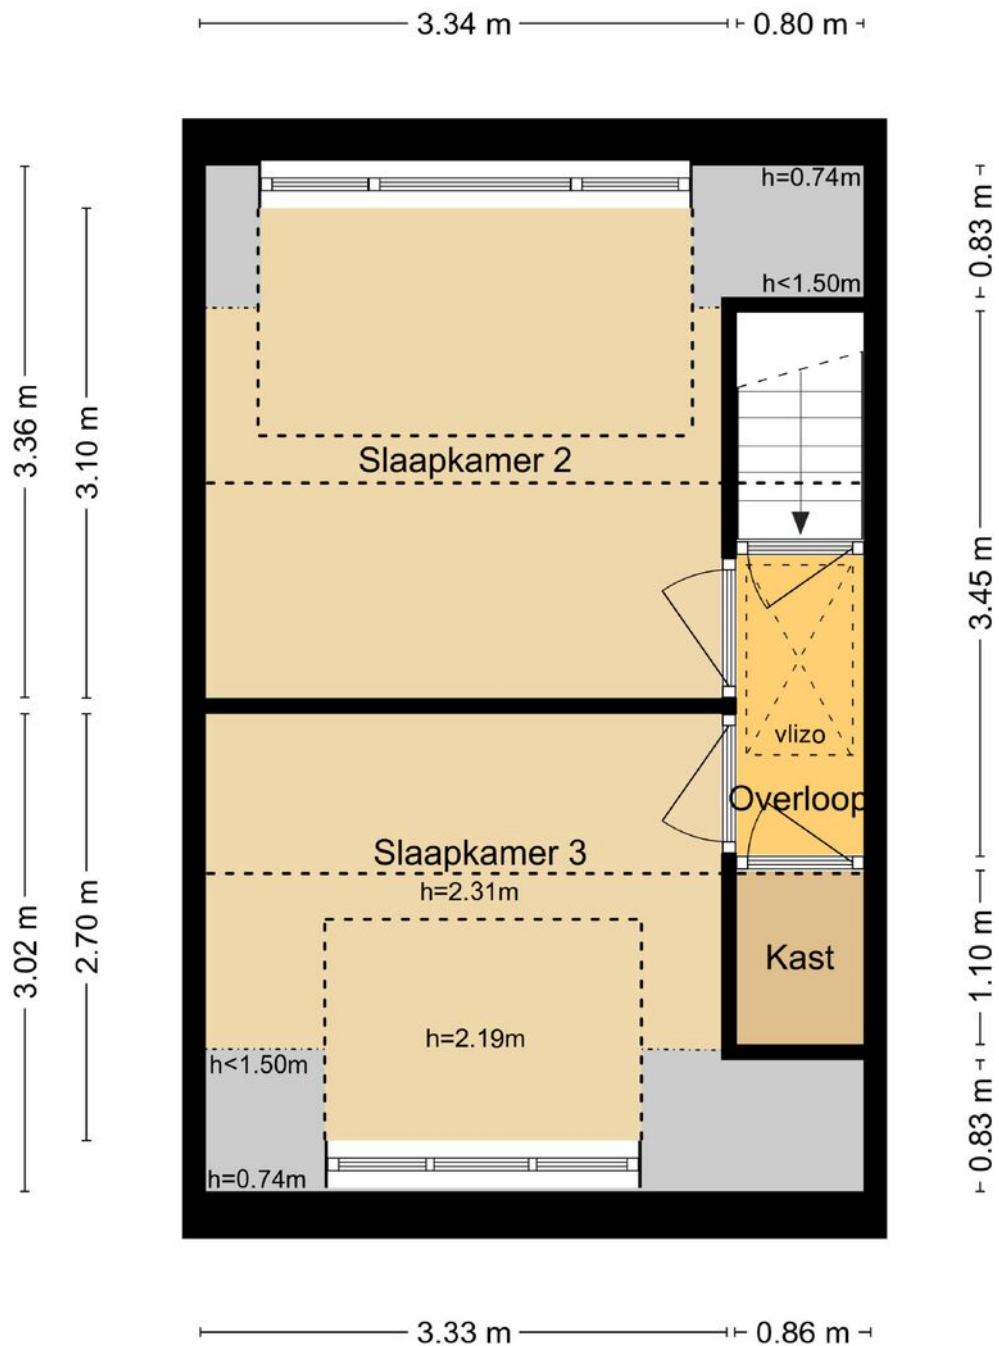 3.34 m
0.80 m
h=0.74m
0.83 m
h<1.50m
3.36 m
3.10 m
Slaapkamer 2
3.45 m
vlizo
Overloop
Slaapkamer 3
h=2.31m
2.70 m
3.02 m
Kast
1.10 m
h=2.19m
h<1.50m
0.83 m
h=0.74m
3.33 m
0.86 m